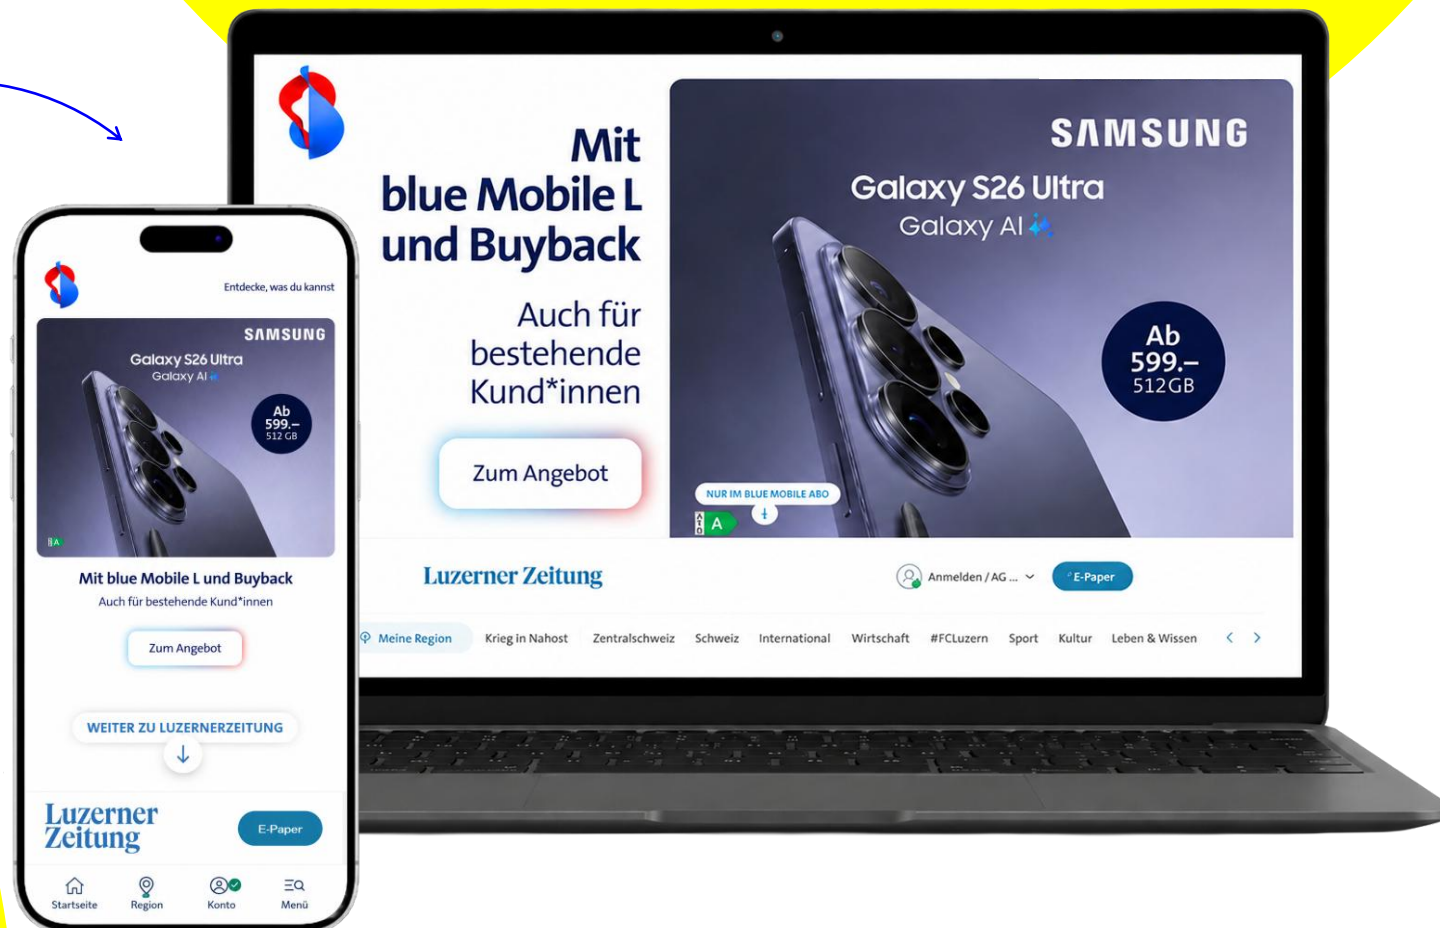 Mit
blue Mobile L
und Buyback
Auch für
bestehende
Kund*innen
Zum Angebot
SAMSUNG
Galaxy S26 Ultra
Galaxy AI
Ab
599.–
512GB
NUR IM BLUE MOBILE ABO
A
Luzerner Zeitung
Anmelden / AG ...
E-Paper
Meine Region Krieg in Nahost Zentralschweiz Schweiz International Wirtschaft #FCLuzern Sport Kultur Leben & Wissen
Entdecke, was du kannst
SAMSUNG
Galaxy S26 Ultra
Galaxy AI
Ab
599.–
512 GB
A
Mit blue Mobile L und Buyback
Auch für bestehende Kund*innen
Zum Angebot
WEITER ZU LUZERNERZEITUNG
Luzerner
Zeitung
E-Paper
Startseite Region Konto Menü